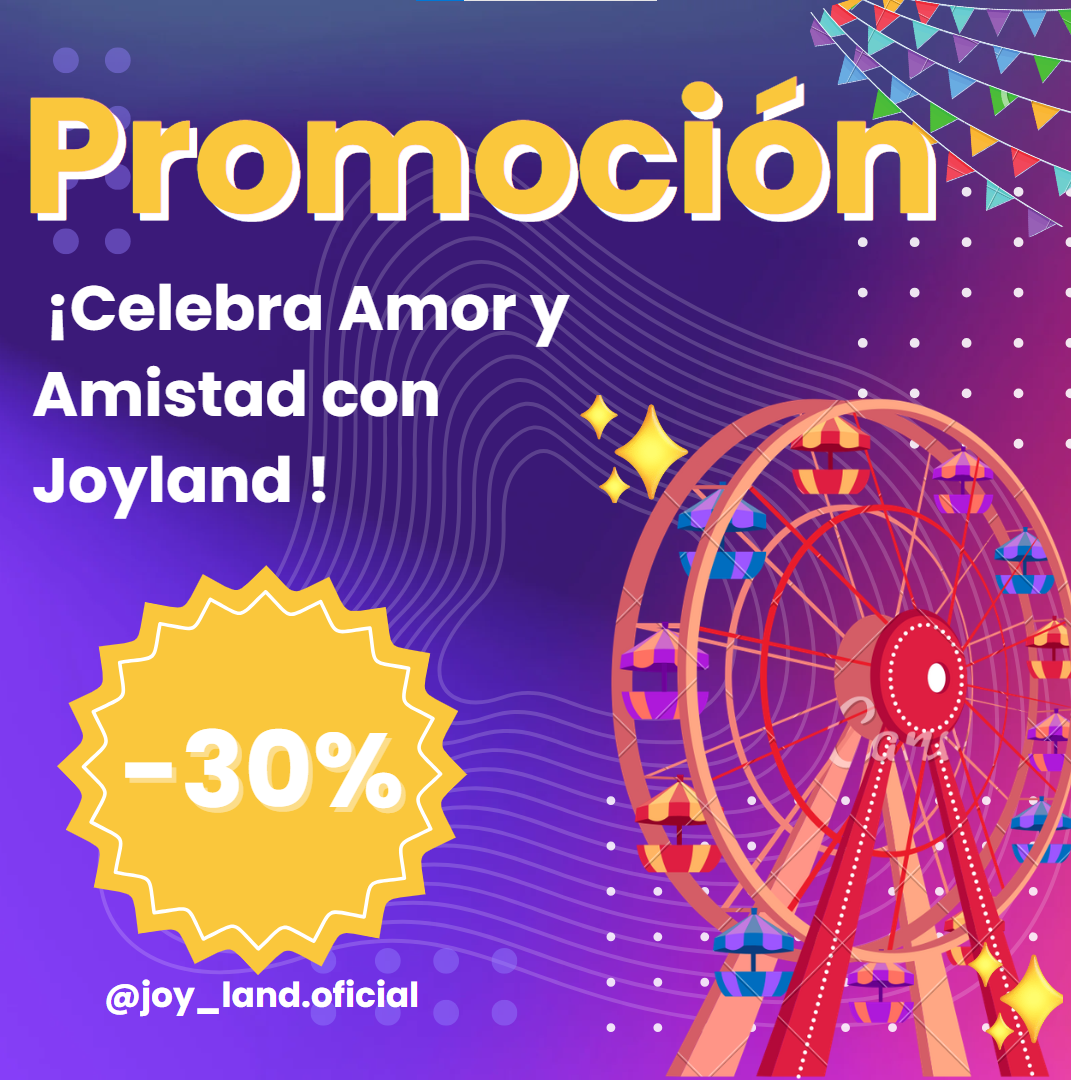 Promoción
¡Celebra Amor y
Amistad con
Joyland !
-30%
@joy_land.oficial